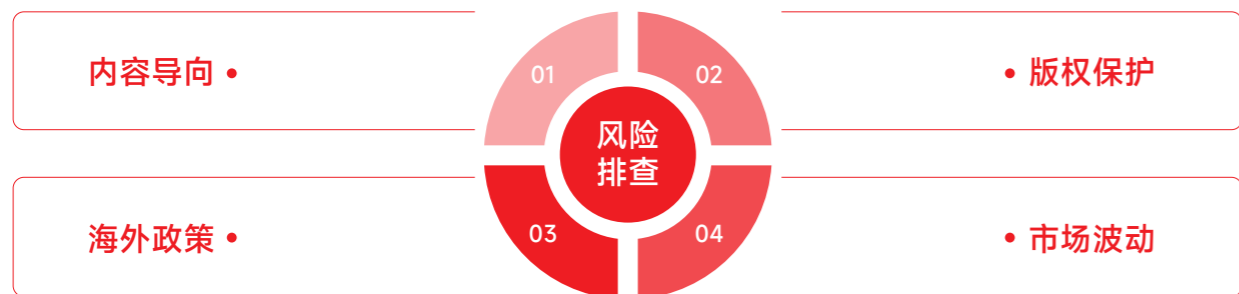 内容导向 •
01
02
• 版权保护
风险
排查
海外政策 •
03
04
• 市场波动